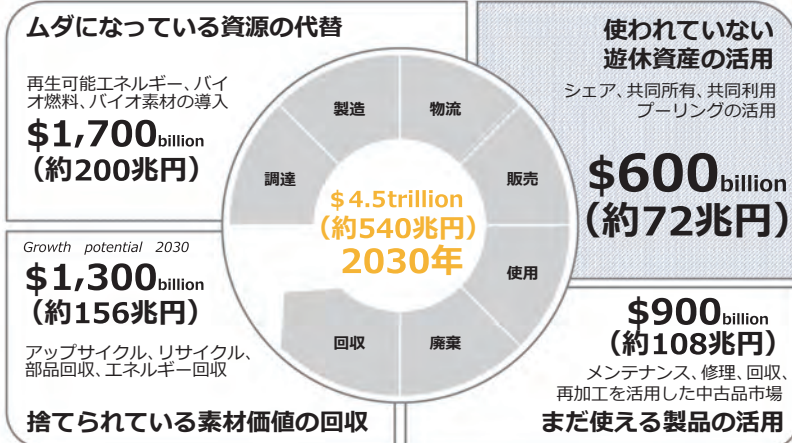 ムダになっている資源の代替
再生可能エネルギー、バイ
オ燃料、バイオ素材の導入
$1,700billion
（約200兆円）
使われていない
遊休資産の活用
シェア、共同所有、共同利用
プーリングの活用
$600billion
（約72兆円）
調達
製造
物流
販売
使用
廃棄
回収
$4.5trillion
（約540兆円）
2030年
Growth potential 2030
$1,300billion
（約156兆円）
アップサイクル、リサイクル、
部品回収、エネルギー回収
捨てられている素材価値の回収
$900billion
（約108兆円）
メンテナンス、修理、回収、
再加工を活用した中古品市場
まだ使える製品の活用